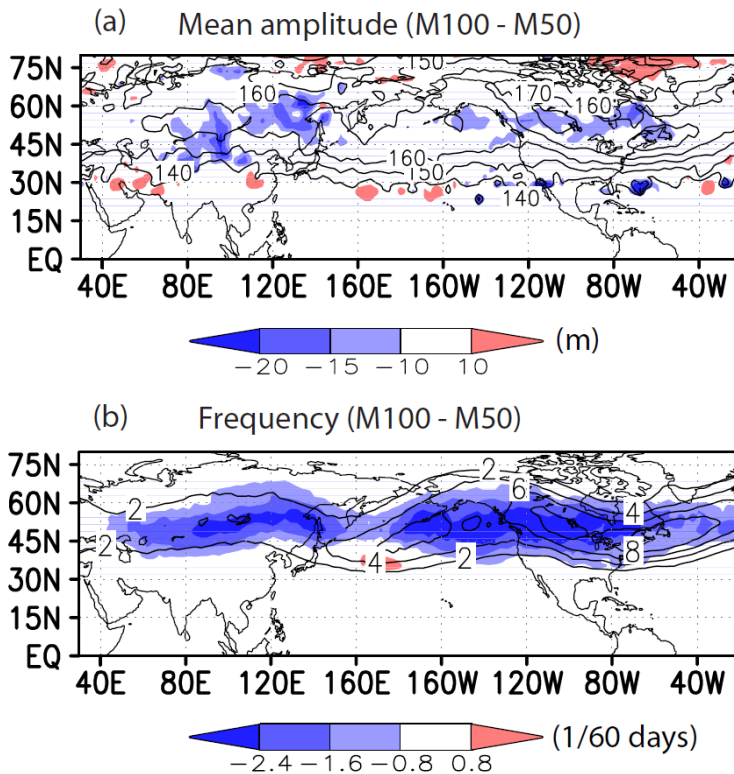 (a) Mean amplitude (M100 - M50)
75N
60N
45N
30N
15N
EQ
150
160
170
160
160
150
140
140
40E 80E 120E 160E 160W 120W 80W 40W
(m)
−20 −15 −10 10
(b) Frequency (M100 - M50)
75N
60N
45N
30N
15N
EQ
2
6
2
4
2
2
8
4
40E 80E 120E 160E 160W 120W 80W 40W
(1/60 days)
−2.4 −1.6 −0.8 0.8